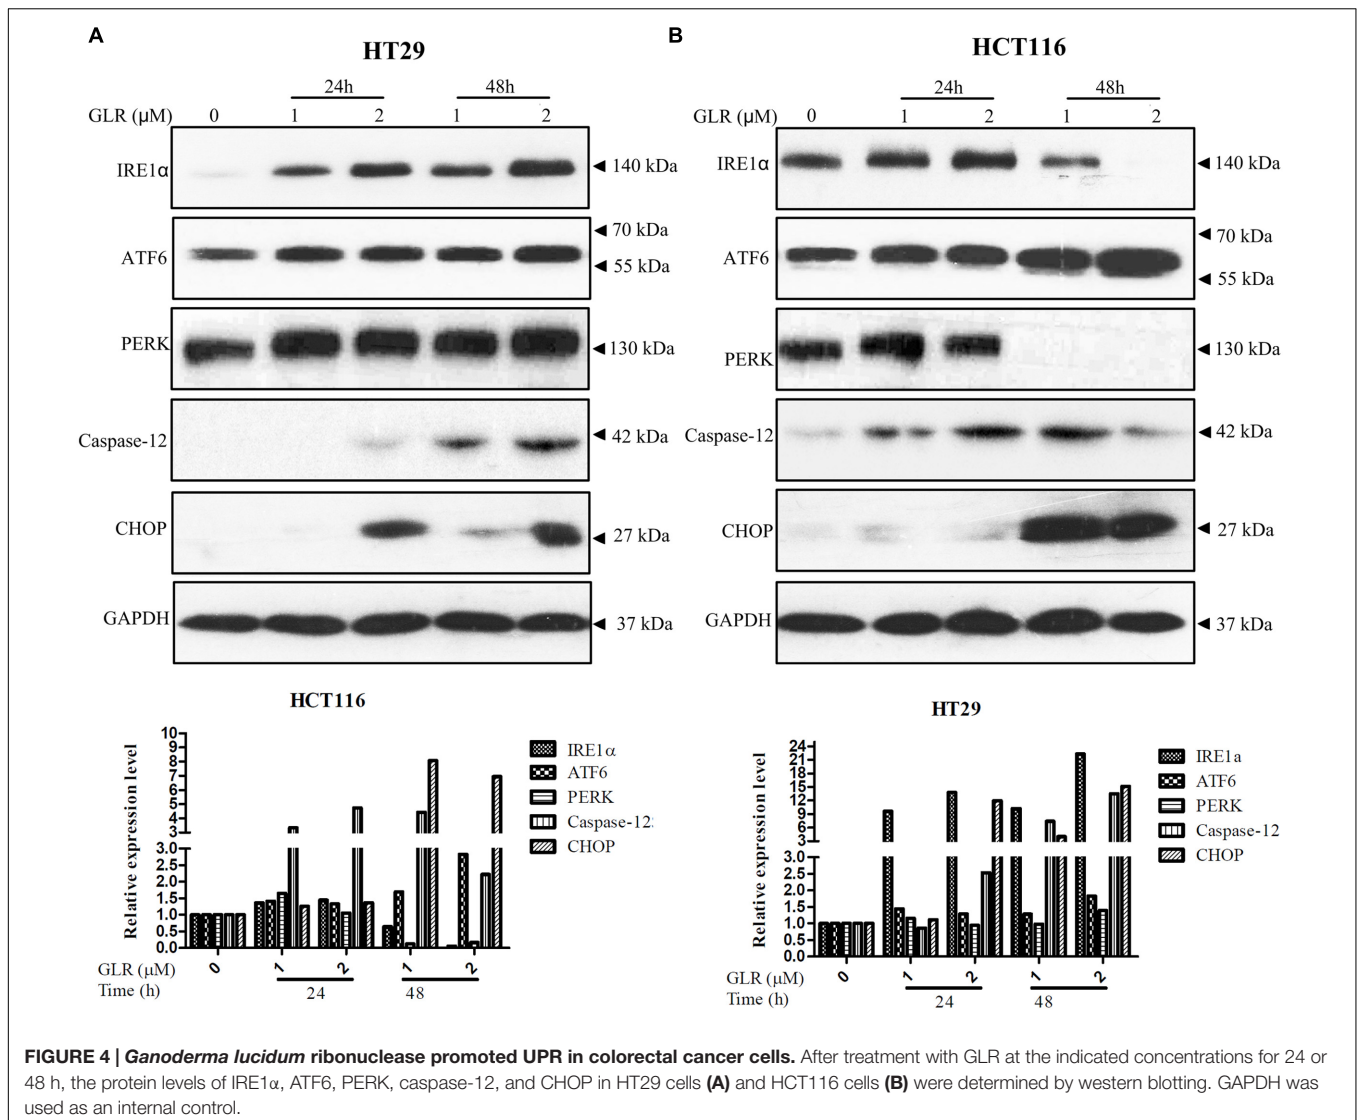 A
HT29
24h 48h
GLR (μM) 0 1 2 1 2
IRE1α 140 kDa
ATF6 70 kDa
55 kDa
PERK 130 kDa
Caspase-12 42 kDa
CHOP 27 kDa
GAPDH 37 kDa
HCT116
Relative expression level
10
9
8
7
6
5
4
3
3.0
2.5
2.0
1.5
1.0
0.5
0.0
IRE1α
ATF6
PERK
Caspase-12
CHOP
GLR (μM) 0 1 2 1 2
Time (h) 24 48
B
HCT116
24h 48h
GLR (μM) 0 1 2 1 2
IRE1α 140 kDa
ATF6 70 kDa
55 kDa
PERK 130 kDa
Caspase-12 42 kDa
CHOP 27 kDa
GAPDH 37 kDa
HT29
Relative expression level
24
21
18
15
12
9
6
3
3.0
2.5
2.0
1.5
1.0
0.5
0.0
IRE1a
ATF6
PERK
Caspase-12
CHOP
GLR (μM) 0 1 2 1 2
Time (h) 24 48
FIGURE 4 | Ganoderma lucidum ribonuclease promoted UPR in colorectal cancer cells. After treatment with GLR at the indicated concentrations for 24 or
48 h, the protein levels of IRE1α, ATF6, PERK, caspase-12, and CHOP in HT29 cells (A) and HCT116 cells (B) were determined by western blotting. GAPDH was
used as an internal control.